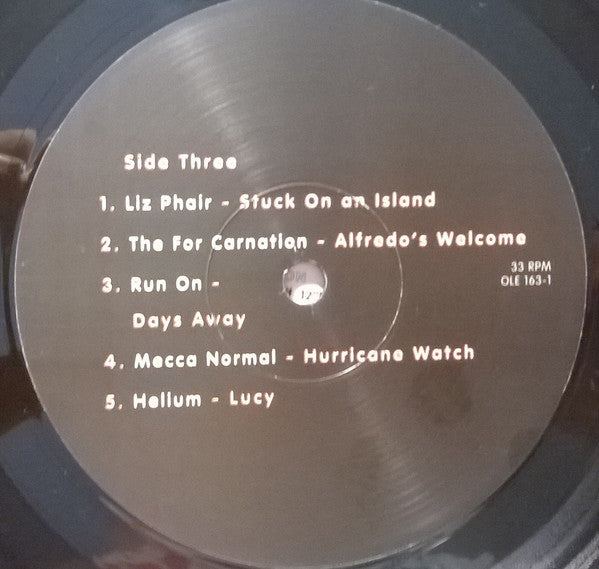 Side Three
1. Liz Phair - Stuck On an Island
2. The For Carnation - Alfredo's Welcome
33 RPM
OLE 163-1
3. Run On -
Days Away
12"
4. Mecca Normal - Hurricane Watch
5. Helium - Lucy